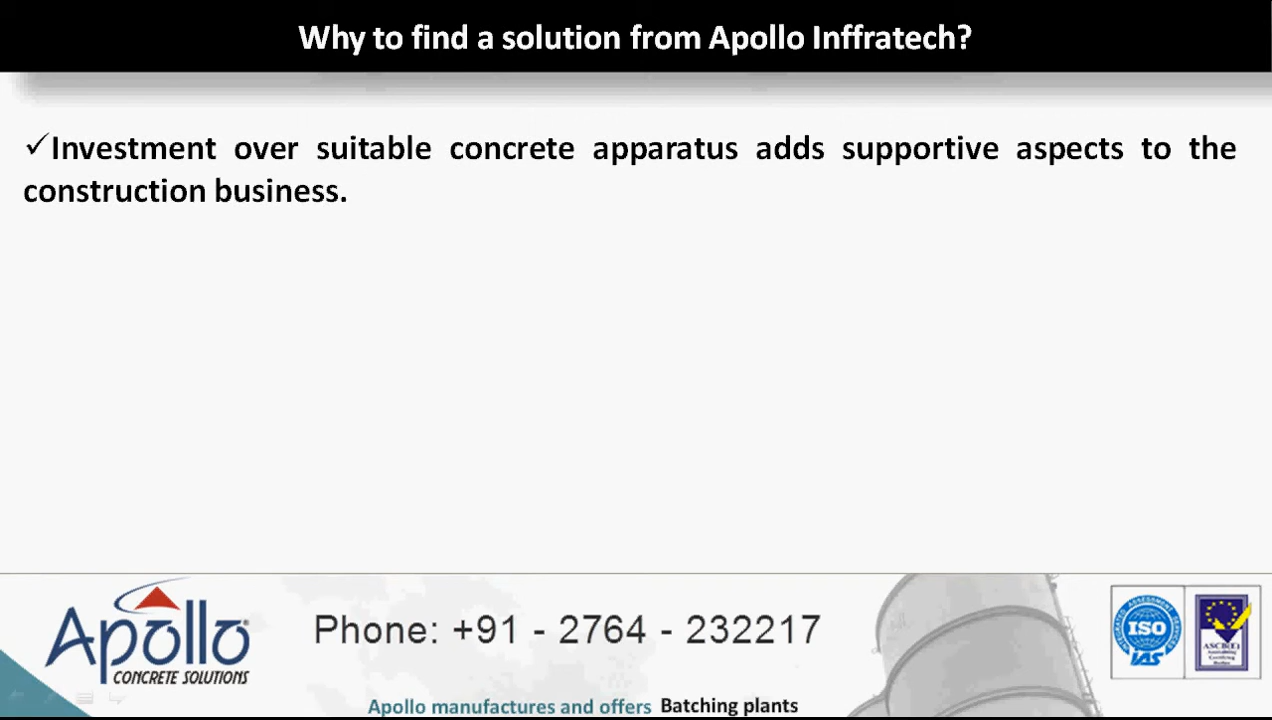 Why to find a solution from Apollo Inffratech?
✓Investment over suitable concrete apparatus adds supportive aspects to the
construction business.
Apollo
CONCRETE SOLUTIONS
Phone: +91 - 2764 - 232217
Apollo manufactures and offers Batching plants
ISO
IAS